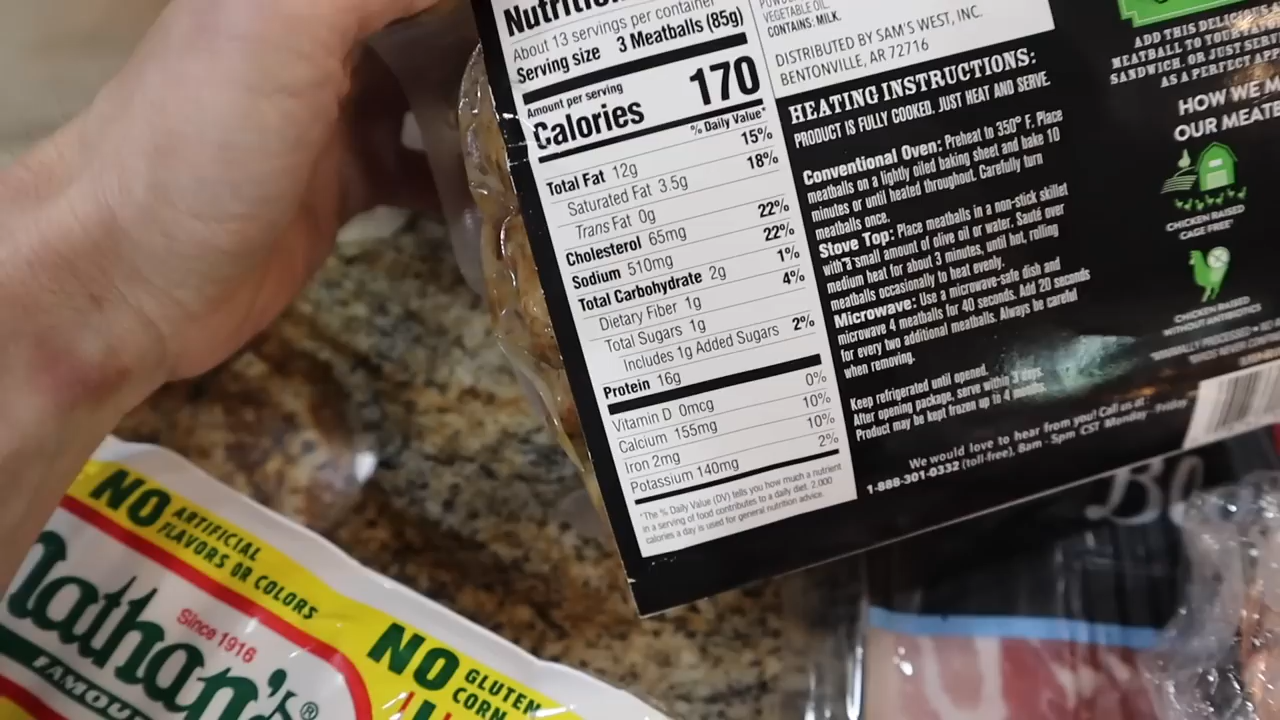 Nutrition
About 13 servings per container
Serving size 3 Meatballs (85g)
Amount per serving
Calories 170
% Daily Value*
Total Fat 12g 15%
Saturated Fat 3.5g 18%
Trans Fat 0g
Cholesterol 65mg 22%
Sodium 510mg 22%
Total Carbohydrate 2g 1%
Dietary Fiber 1g 4%
Total Sugars 1g
Includes 1g Added Sugars 2%
Protein 16g
Vitamin D 0mcg 0%
Calcium 155mg 10%
Iron 2mg 10%
Potassium 140mg 2%
*The % Daily Value (DV) tells you how much a nutrient
in a serving of food contributes to a daily diet. 2,000
calories a day is used for general nutrition advice.
VEGETABLE OIL.
CONTAINS: MILK.
DISTRIBUTED BY SAM'S WEST, INC.
BENTONVILLE, AR 72716
HEATING INSTRUCTIONS:
PRODUCT IS FULLY COOKED. JUST HEAT AND SERVE.
Conventional Oven: Preheat to 350° F. Place
meatballs on a lightly oiled baking sheet and bake 10
minutes or until heated throughout. Carefully turn
meatballs once.
Stove Top: Place meatballs in a non-stick skillet
with a small amount of olive oil or water. Sauté over
medium heat for about 3 minutes, until hot, rolling
meatballs occasionally to heat evenly.
Microwave: Use a microwave-safe dish and
microwave 4 meatballs for 40 seconds. Add 20 seconds
for every two additional meatballs. Always be careful
when removing.
Keep refrigerated until opened.
After opening package, serve within 3 days.
Product may be kept frozen up to 4 months.
We would love to hear from you! Call us at:
1-888-301-0332 (toll-free), 8am - 5pm CST Monday - Friday
ADD THIS DELICIOUS
MEATBALL TO YOUR
SANDWICH, OR JUST
AS A PERFECT
HOW WE M
OUR MEAT
CHICKEN RAISED
CAGE FREE*
CHICKEN RAISED
WITHOUT ANTIBIOTICS
NO ARTIFICIAL
FLAVORS OR COLORS
Nathan's®
Since 1916
FAMOU
NO GLUTEN
CORN